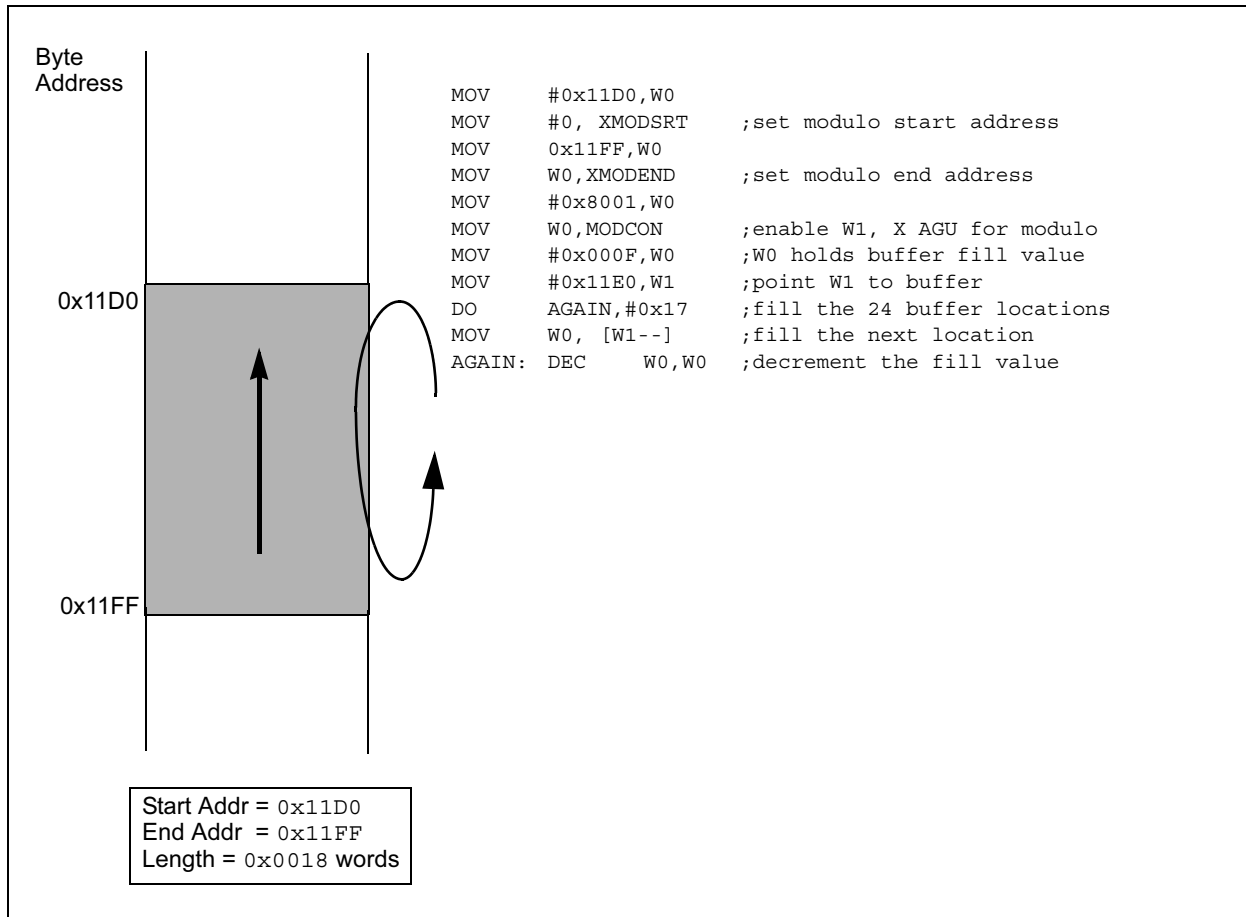 Byte
Address
MOV #0x11D0,W0
MOV #0, XMODSRT ;set modulo start address
MOV 0x11FF,W0
MOV W0,XMODEND ;set modulo end address
MOV #0x8001,W0
MOV W0,MODCON ;enable W1, X AGU for modulo
MOV #0x000F,W0 ;W0 holds buffer fill value
MOV #0x11E0,W1 ;point W1 to buffer
DO AGAIN,#0x17 ;fill the 24 buffer locations
MOV W0, [W1--] ;fill the next location
AGAIN: DEC W0,W0 ;decrement the fill value
0x11D0
0x11FF
Start Addr = 0x11D0
End Addr = 0x11FF
Length = 0x0018 words